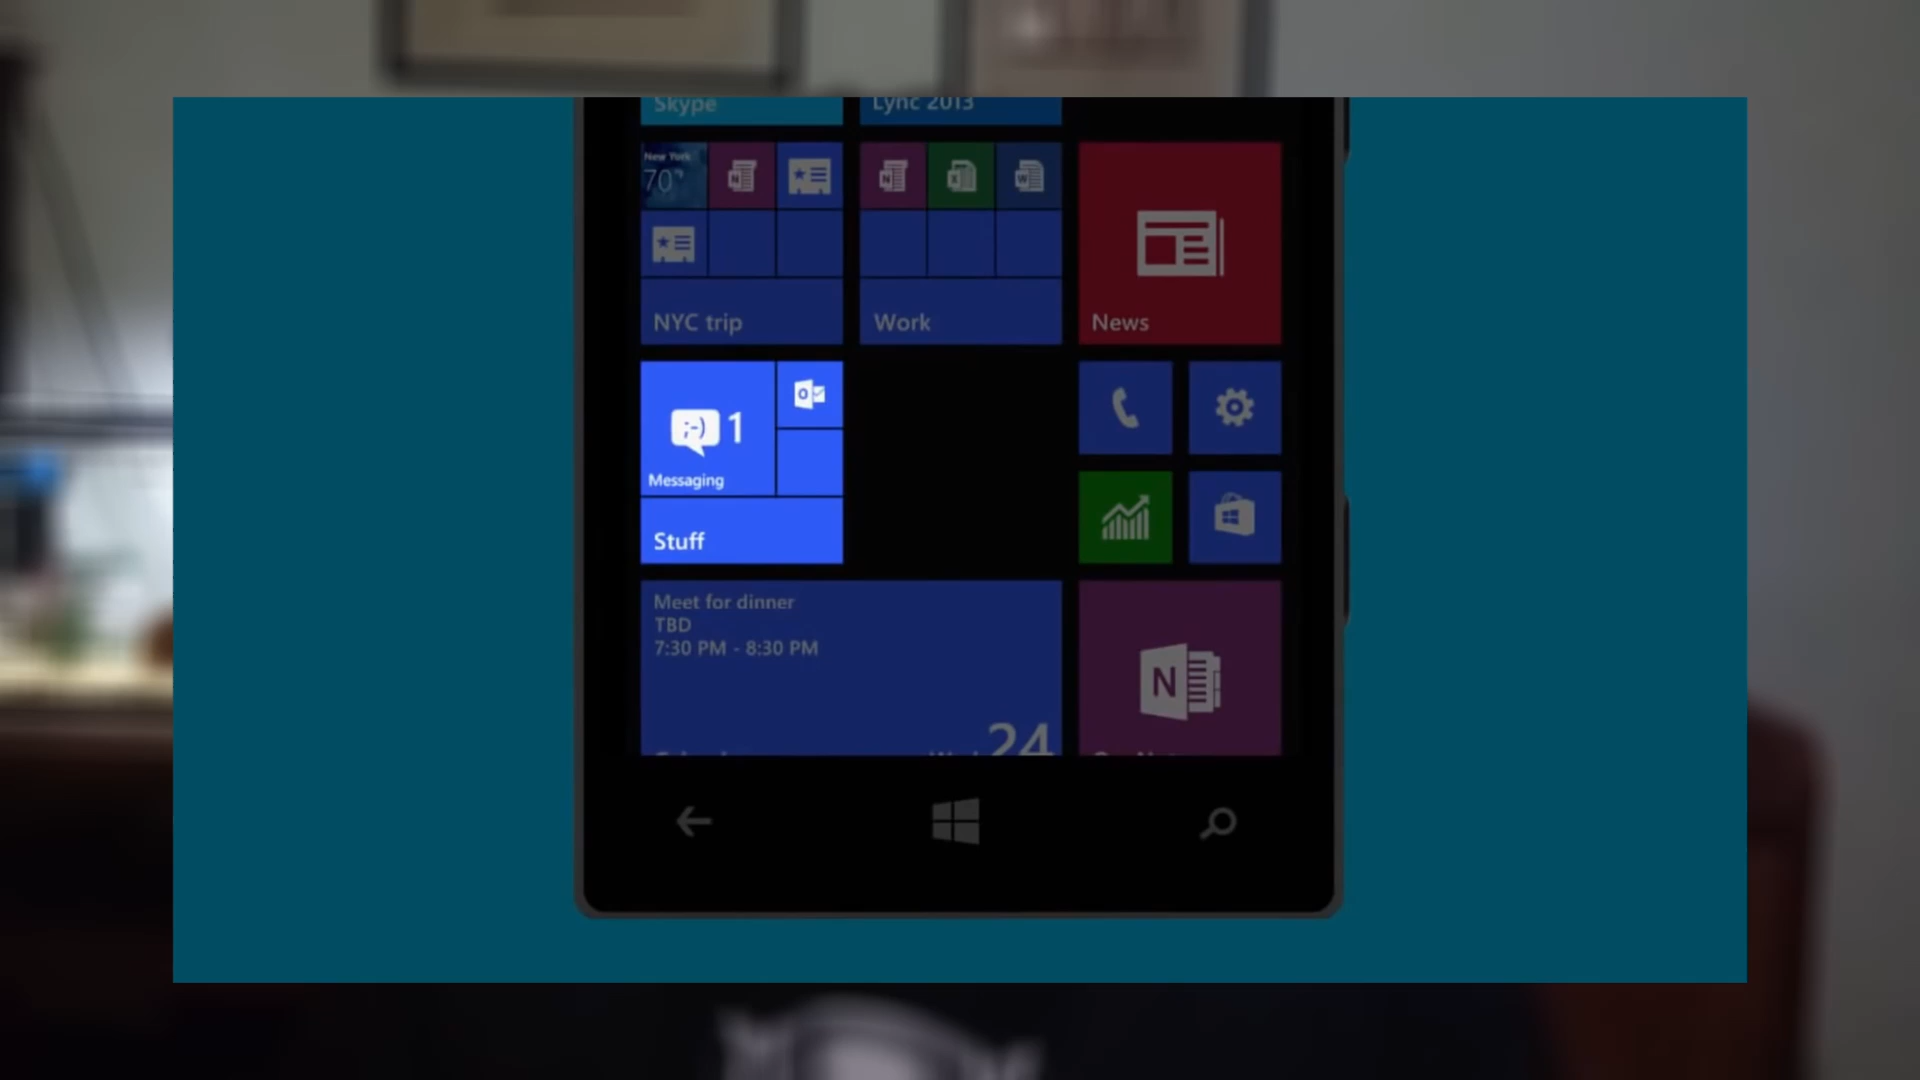 Skype
Lync 2013
New York
70°
NYC trip
Work
News
;-) 1
Messaging
Stuff
Meet for dinner
TBD
7:30 PM - 8:30 PM
24
N